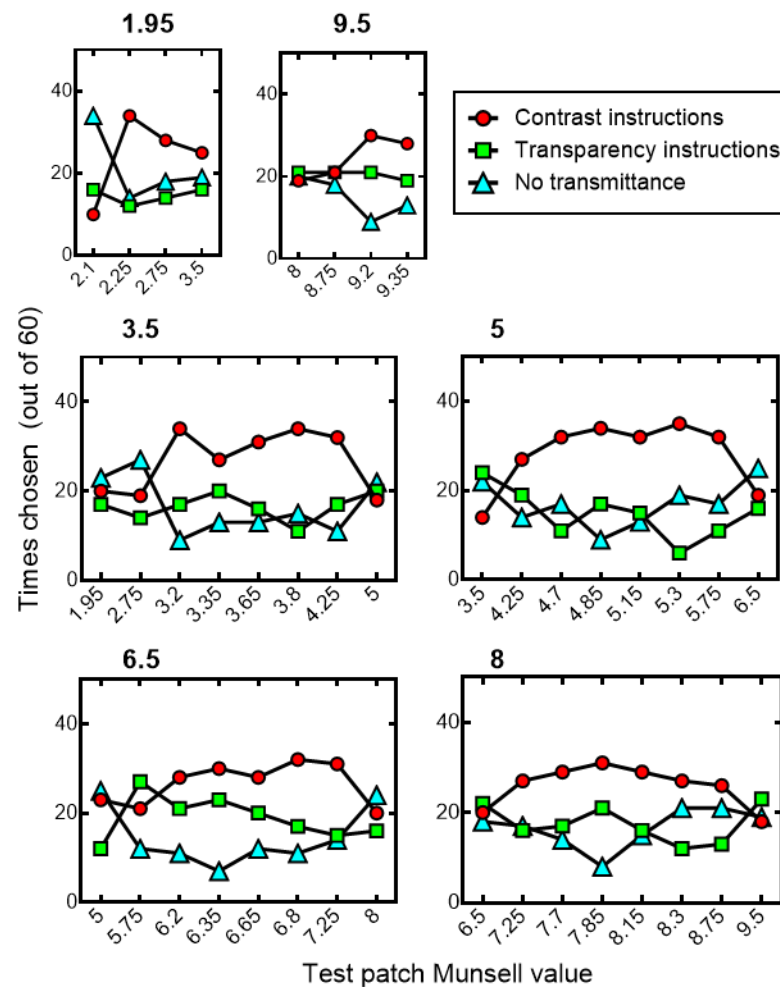 1.95 9.5
40
20
0
2.1 2.25 2.75 3.5
40
20
0
8 8.75 9.2 9.35
Contrast instructions
Transparency instructions
No transmittance
Times chosen (out of 60)
3.5 5
40
20
0
1.95 2.75 3.2 3.35 3.65 3.8 4.25 5
40
20
0
3.5 4.25 4.7 4.85 5.15 5.3 5.75 6.5
6.5 8
40
20
0
5 5.75 6.2 6.35 6.65 6.8 7.25 8
40
20
0
6.5 7.25 7.7 7.85 8.15 8.3 8.75 9.5
Test patch Munsell value